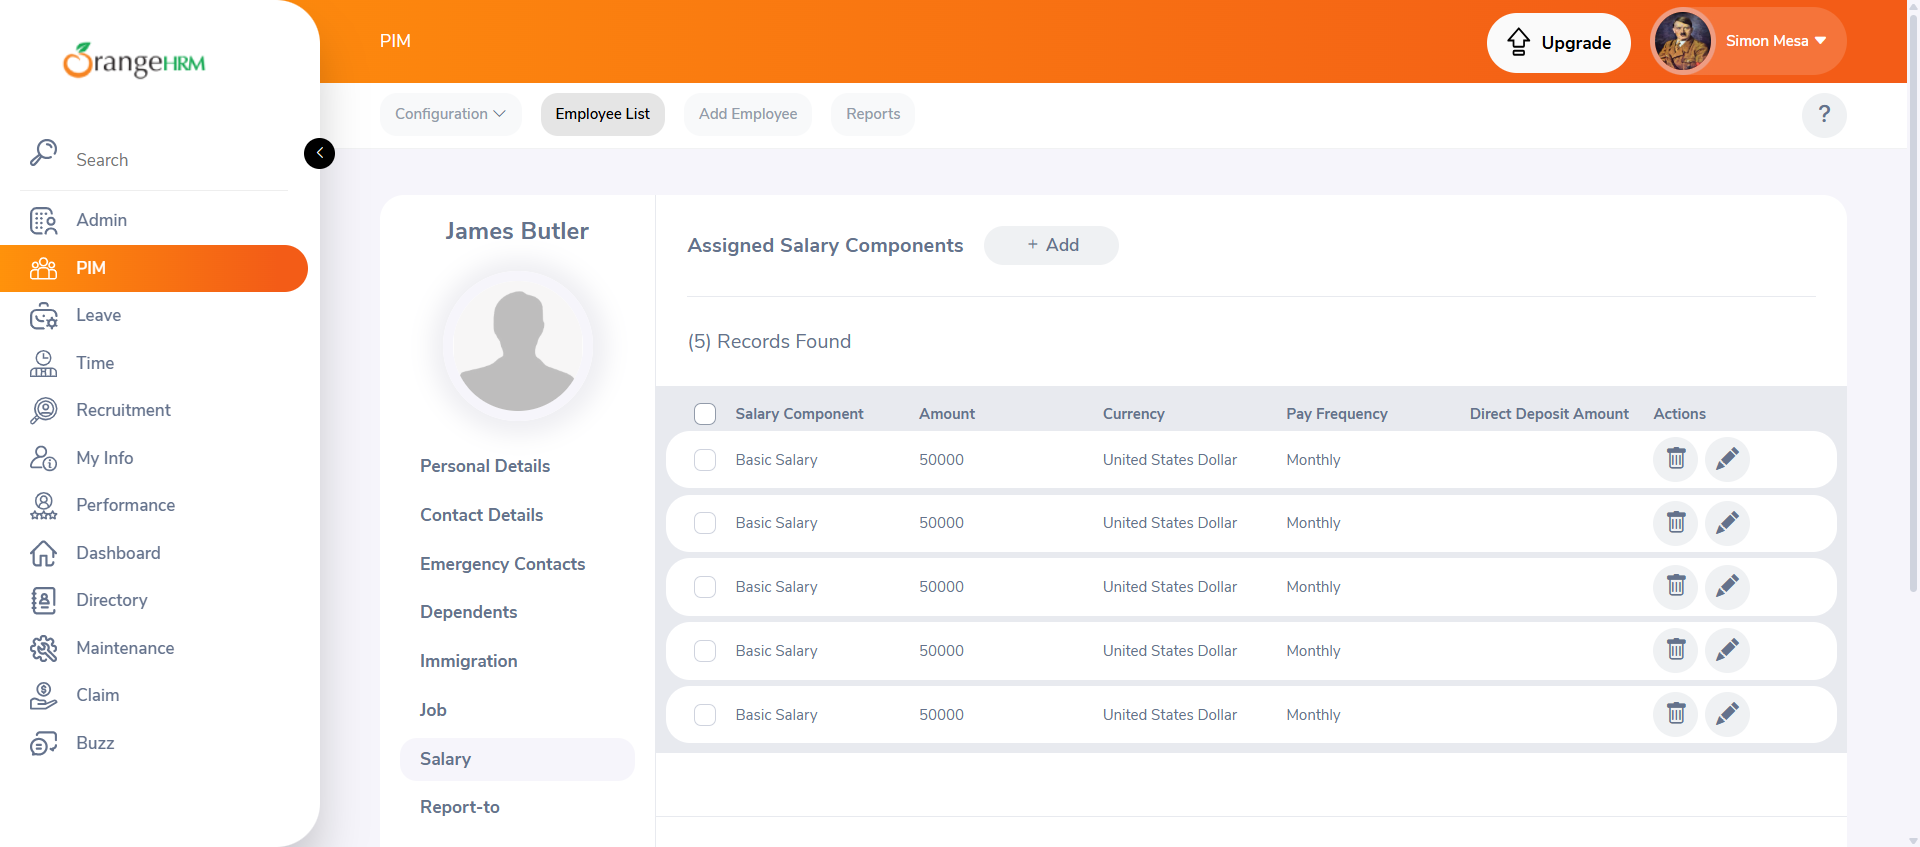 OrangeHRM
PIM
Upgrade
Simon Mesa
Configuration
Employee List
Add Employee
Reports
?
Search
Admin
PIM
Leave
Time
Recruitment
My Info
Performance
Dashboard
Directory
Maintenance
Claim
Buzz
James Butler
Personal Details
Contact Details
Emergency Contacts
Dependents
Immigration
Job
Salary
Report-to
Assigned Salary Components
+ Add
(5) Records Found
Salary Component Amount Currency Pay Frequency Direct Deposit Amount Actions
Basic Salary 50000 United States Dollar Monthly
Basic Salary 50000 United States Dollar Monthly
Basic Salary 50000 United States Dollar Monthly
Basic Salary 50000 United States Dollar Monthly
Basic Salary 50000 United States Dollar Monthly